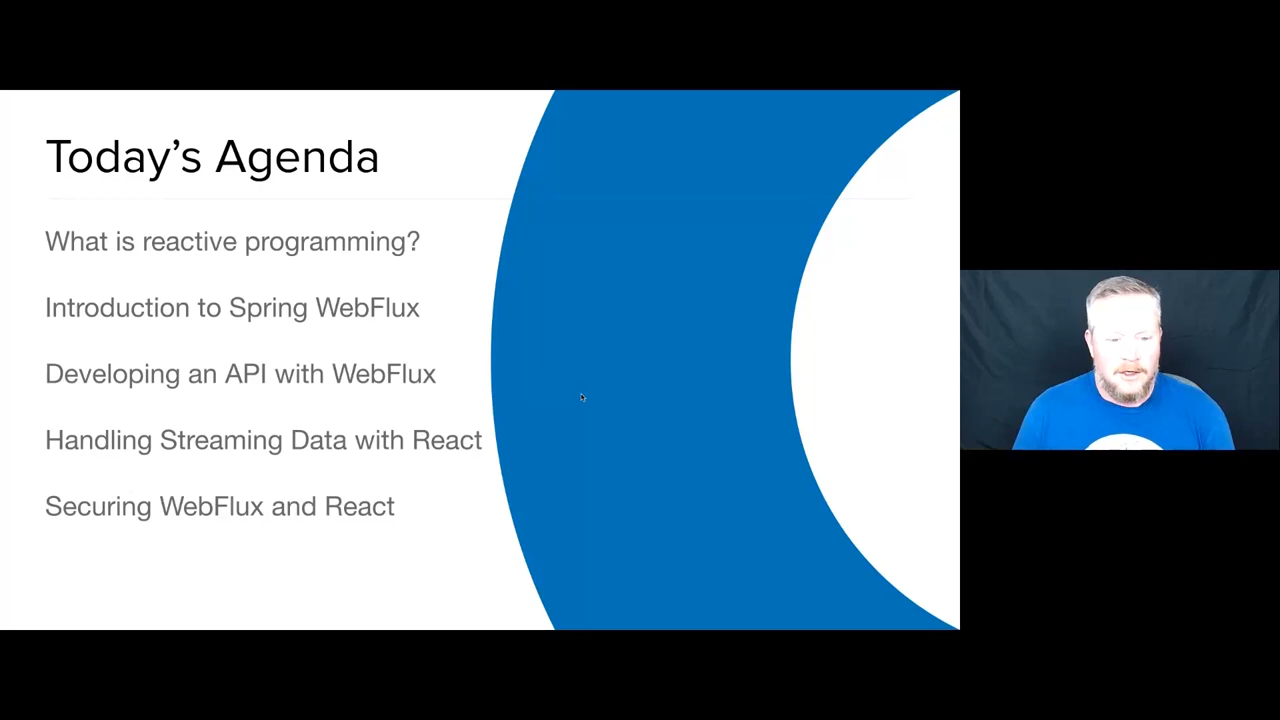 Today’s Agenda
What is reactive programming?
Introduction to Spring WebFlux
Developing an API with WebFlux
Handling Streaming Data with React
Securing WebFlux and React